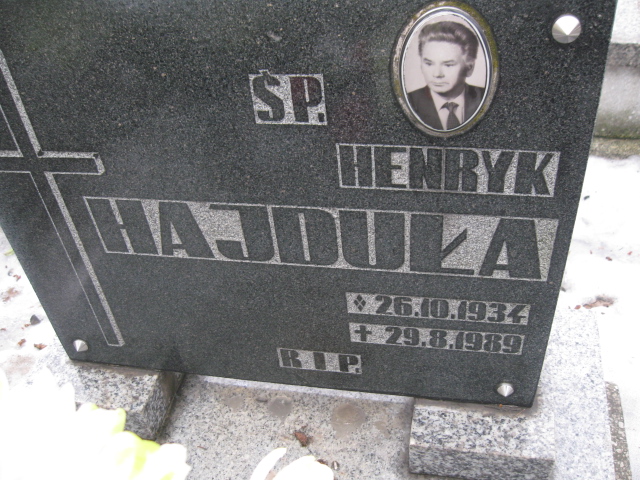 ŚP.
HENRYK
HAJDUŁA
26.10.1934
29.8.1989
R I P.